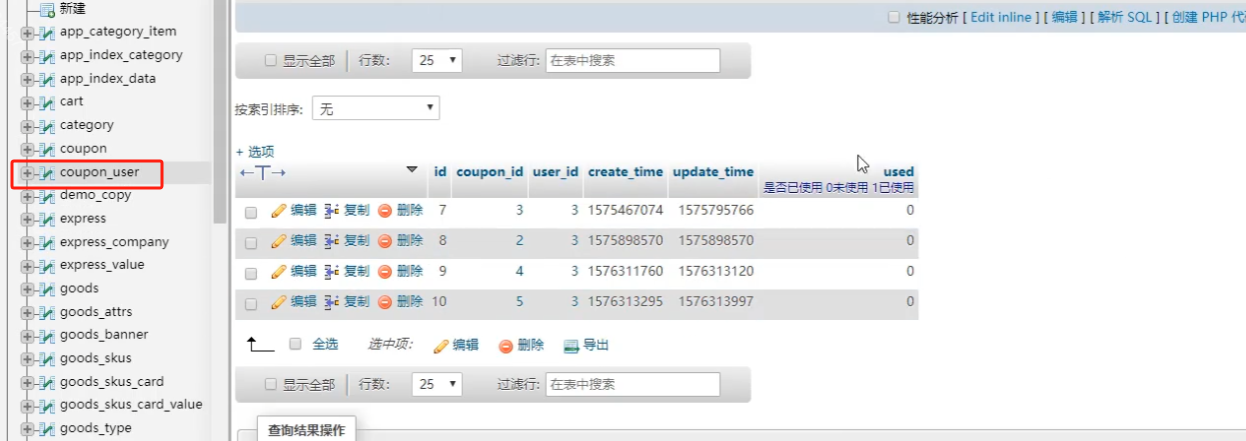 新建
app_category_item
app_index_category
app_index_data
cart
category
coupon
coupon_user
demo_copy
express
express_company
express_value
goods
goods_attrs
goods_banner
goods_skus
goods_skus_card
goods_skus_card_value
goods_type
性能分析 [ Edit inline ] [ 编辑 ] [ 解析 SQL ] [ 创建 PHP 代
显示全部 行数: 25 过滤行: 在表中搜索
按索引排序: 无
+ 选项
←T→ id coupon_id user_id create_time update_time used
是否已使用 0未使用 1已使用
编辑 复制 删除 7 3 3 1575467074 1575795766 0
编辑 复制 删除 8 2 3 1575898570 1575898570 0
编辑 复制 删除 9 4 3 1576311760 1576313120 0
编辑 复制 删除 10 5 3 1576313295 1576313997 0
全选 选中项: 编辑 删除 导出
显示全部 行数: 25 过滤行: 在表中搜索
查询结果操作